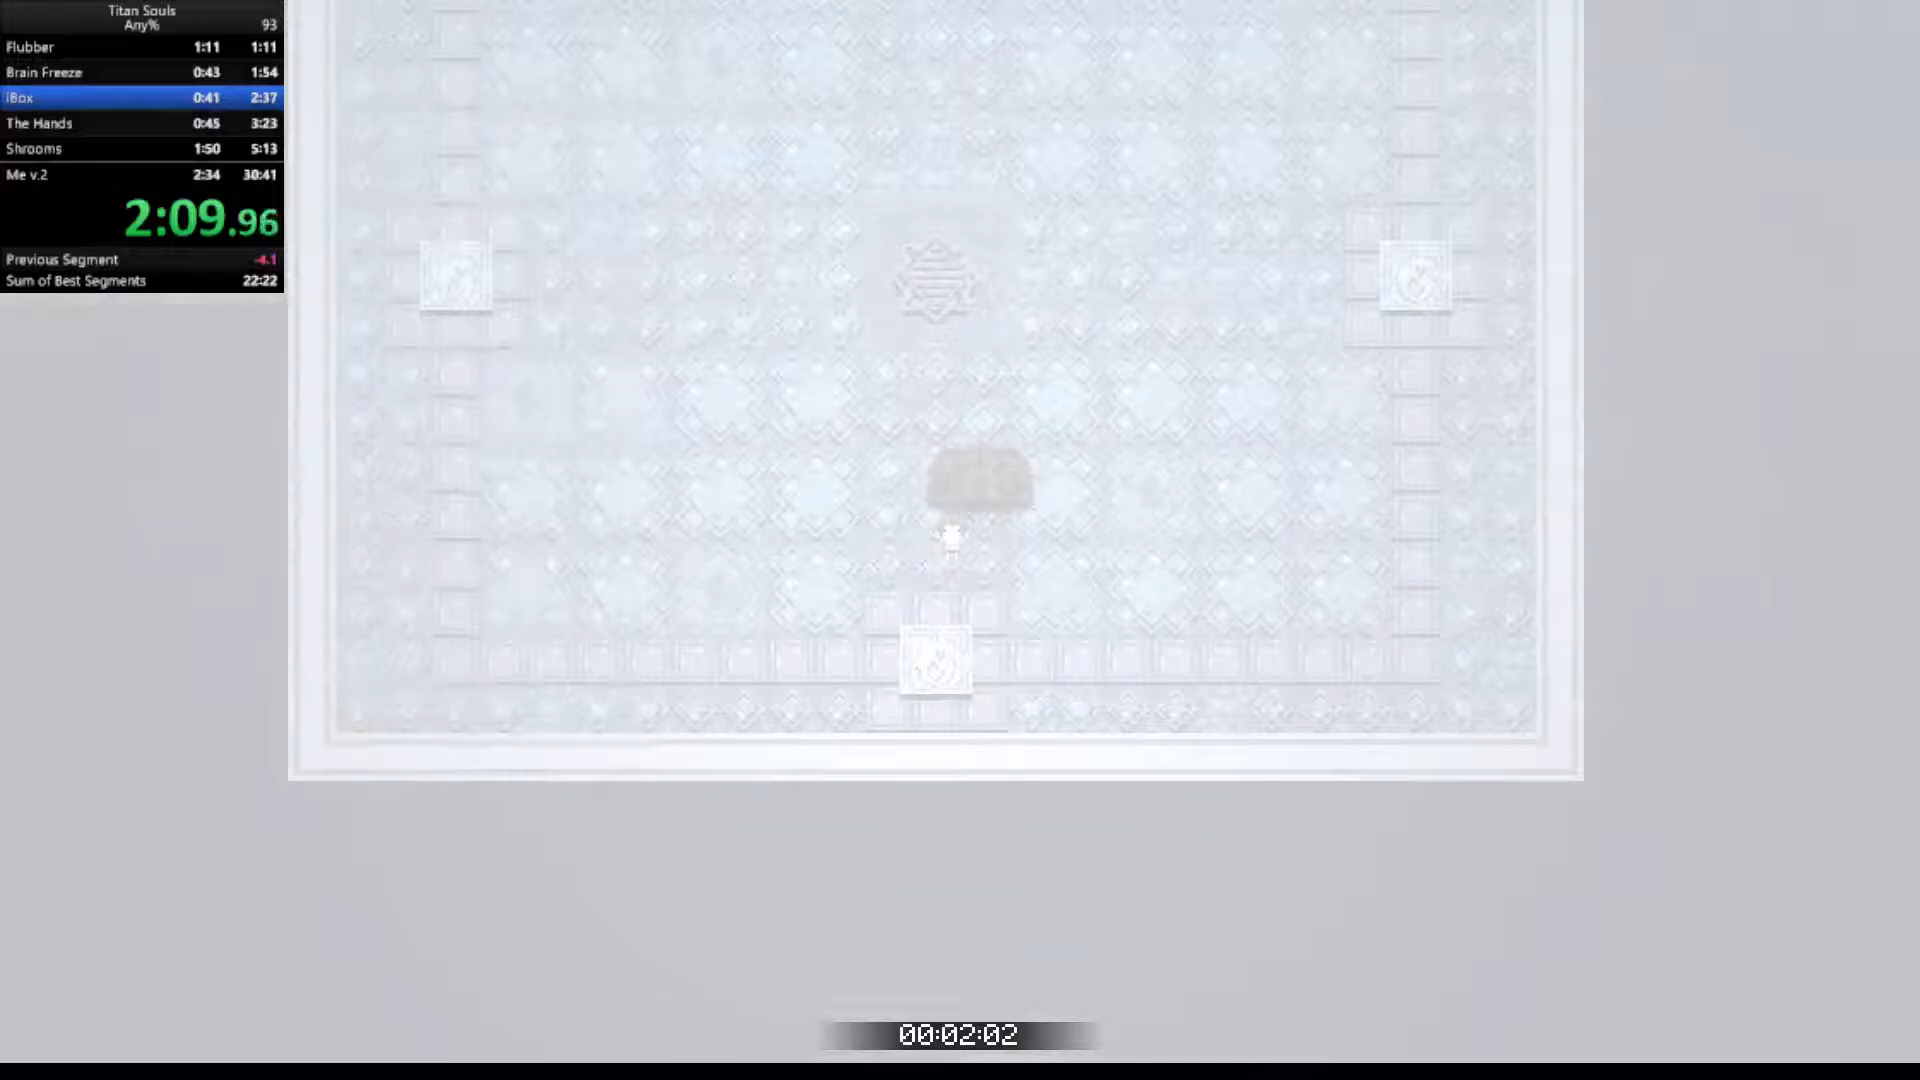 Titan Souls
Any% 93
Flubber 1:11 1:11
Brain Freeze 0:43 1:54
iBox 0:41 2:37
The Hands 0:45 3:23
Shrooms 1:50 5:13
Me v.2 2:34 30:41
2:09.96
Previous Segment -4.1
Sum of Best Segments 22:22
00:02:02